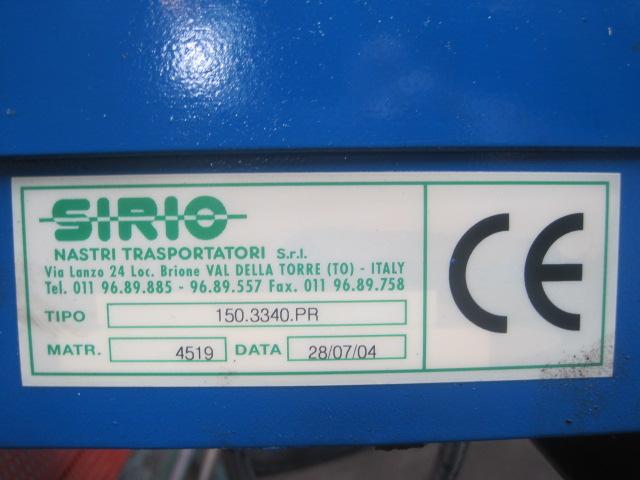 SIRIO
NASTRI TRASPORTATORI S.r.l.
Via Lanzo 24 Loc. Brione VAL DELLA TORRE (TO) - ITALY
Tel. 011 96.89.885 - 96.89.557 Fax. 011 96.89.758
TIPO 150.3340.PR
MATR. 4519 DATA 28/07/04
CE